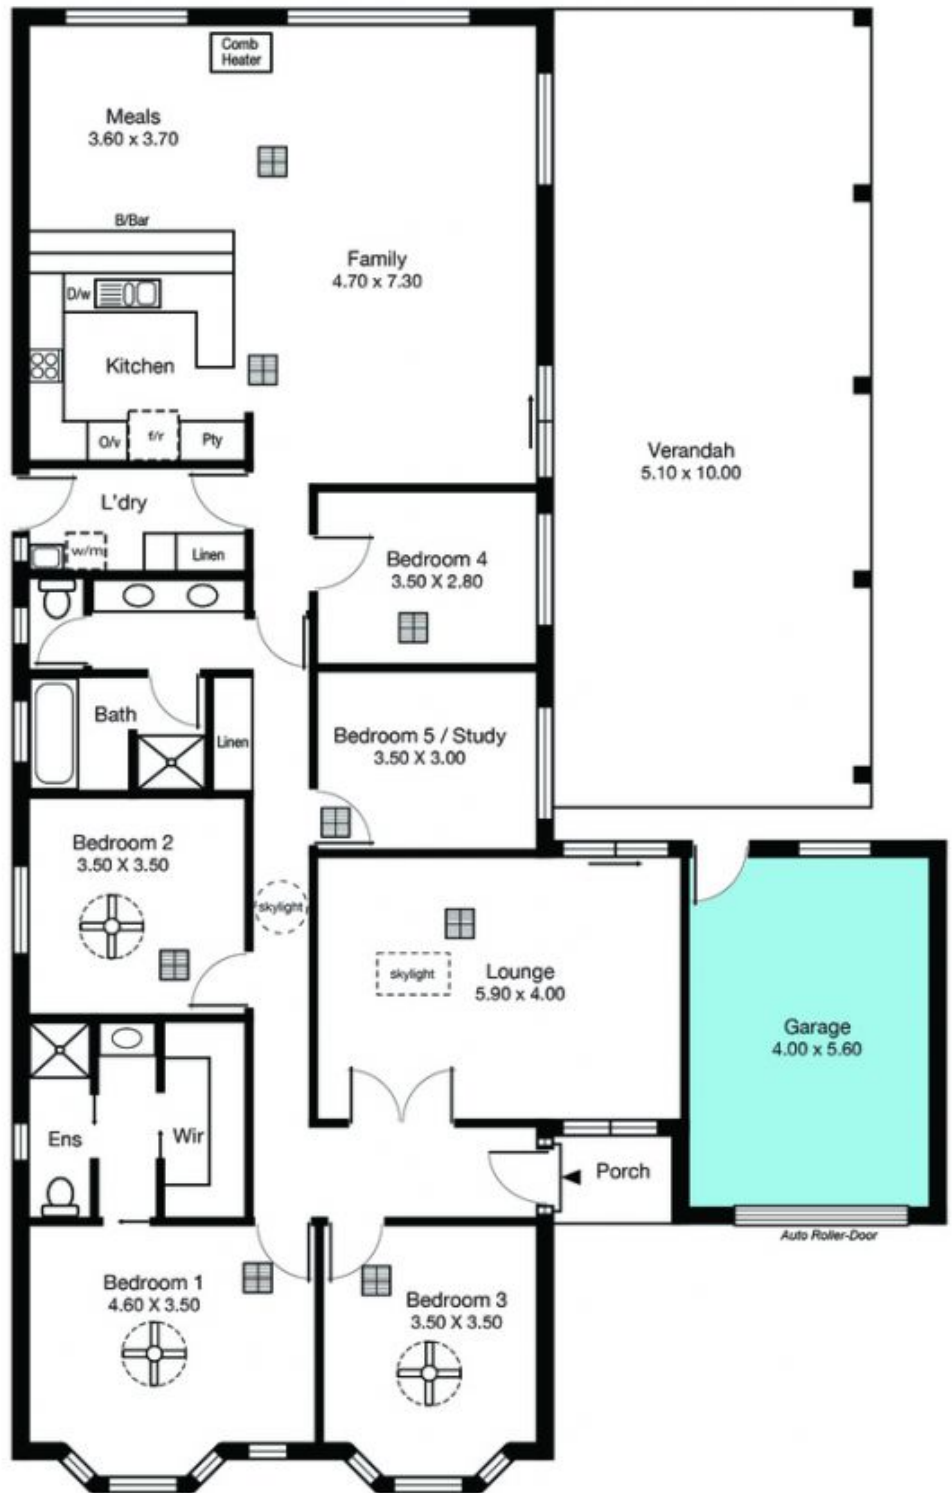 Comb
Heater
Meals
3.60 x 3.70
B/Bar
Family
4.70 x 7.30
D/w
Kitchen
O/v
f/r
Pty
Verandah
5.10 x 10.00
L'dry
w/m
Linen
Bedroom 4
3.50 X 2.80
Bath
Linen
Bedroom 5 / Study
3.50 X 3.00
Bedroom 2
3.50 X 3.50
skylight
skylight
Lounge
5.90 x 4.00
Garage
4.00 x 5.60
Ens
Wir
Porch
Auto Roller-Door
Bedroom 1
4.60 X 3.50
Bedroom 3
3.50 X 3.50